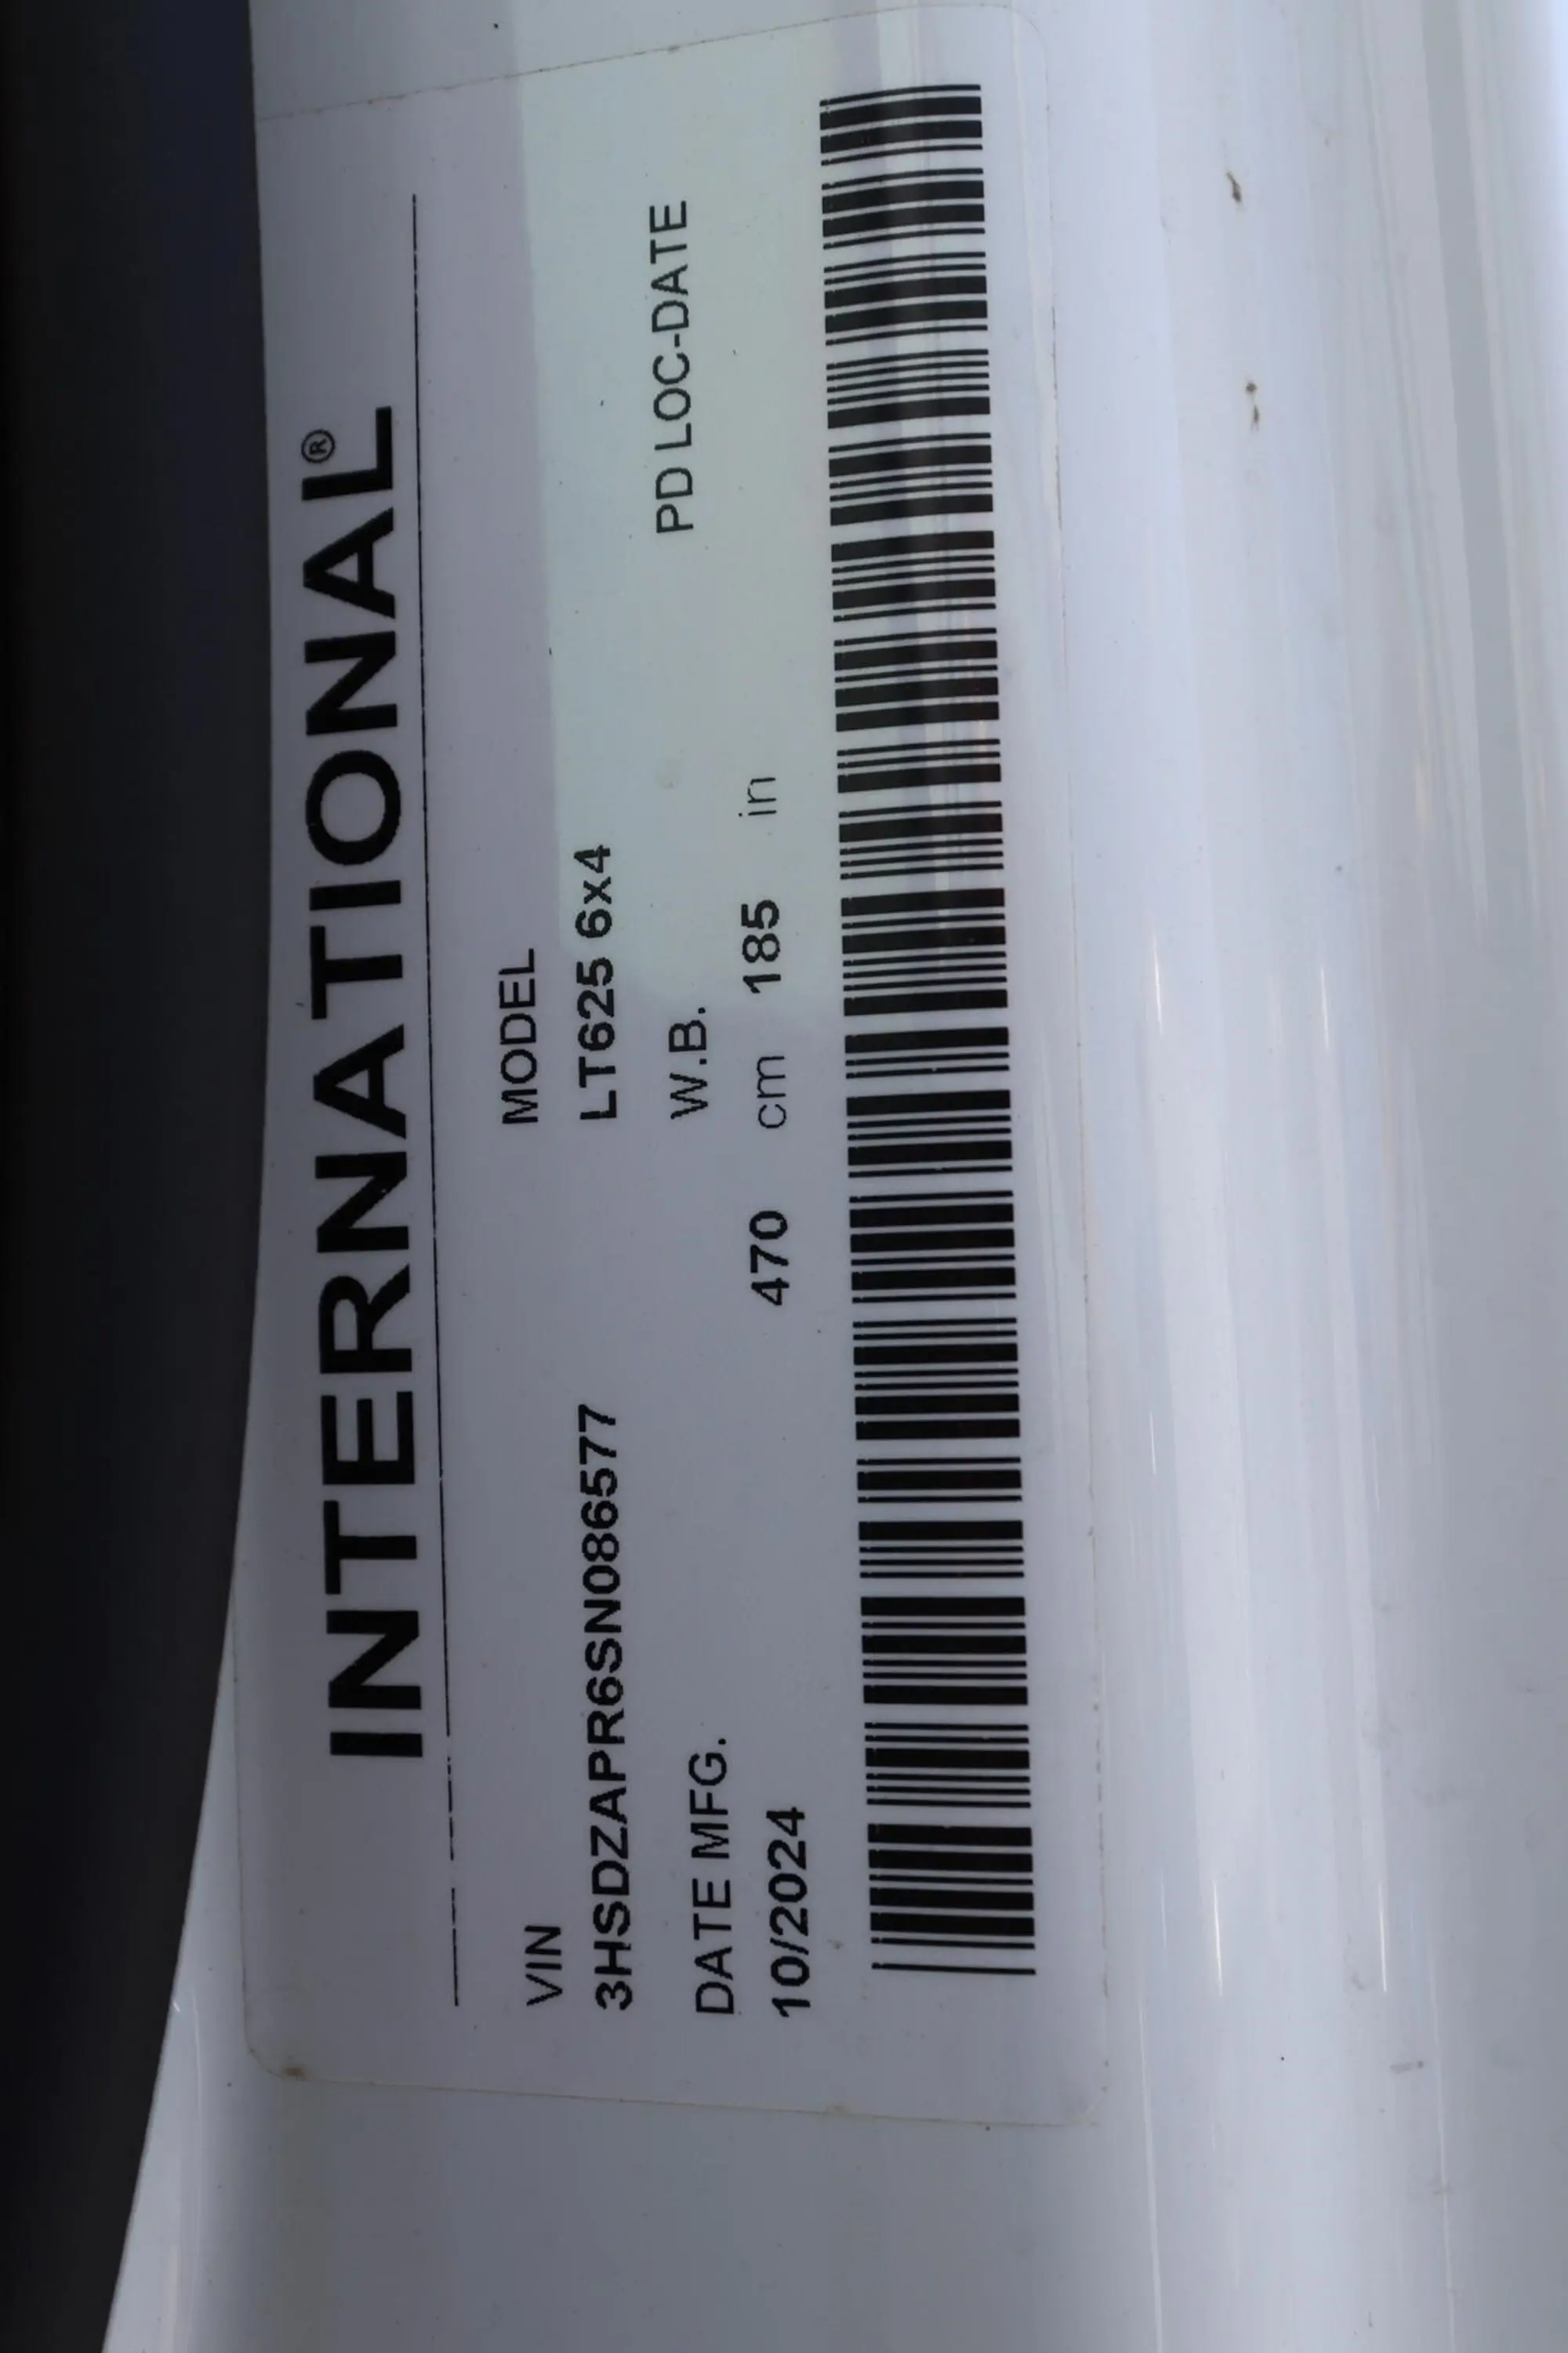 INTERNATIONAL®
VIN MODEL
3HSDZAPR6SN086577 LT625 6x4
DATE MFG. W.B. PD LOC-DATE
10/2024 470 cm 185 in